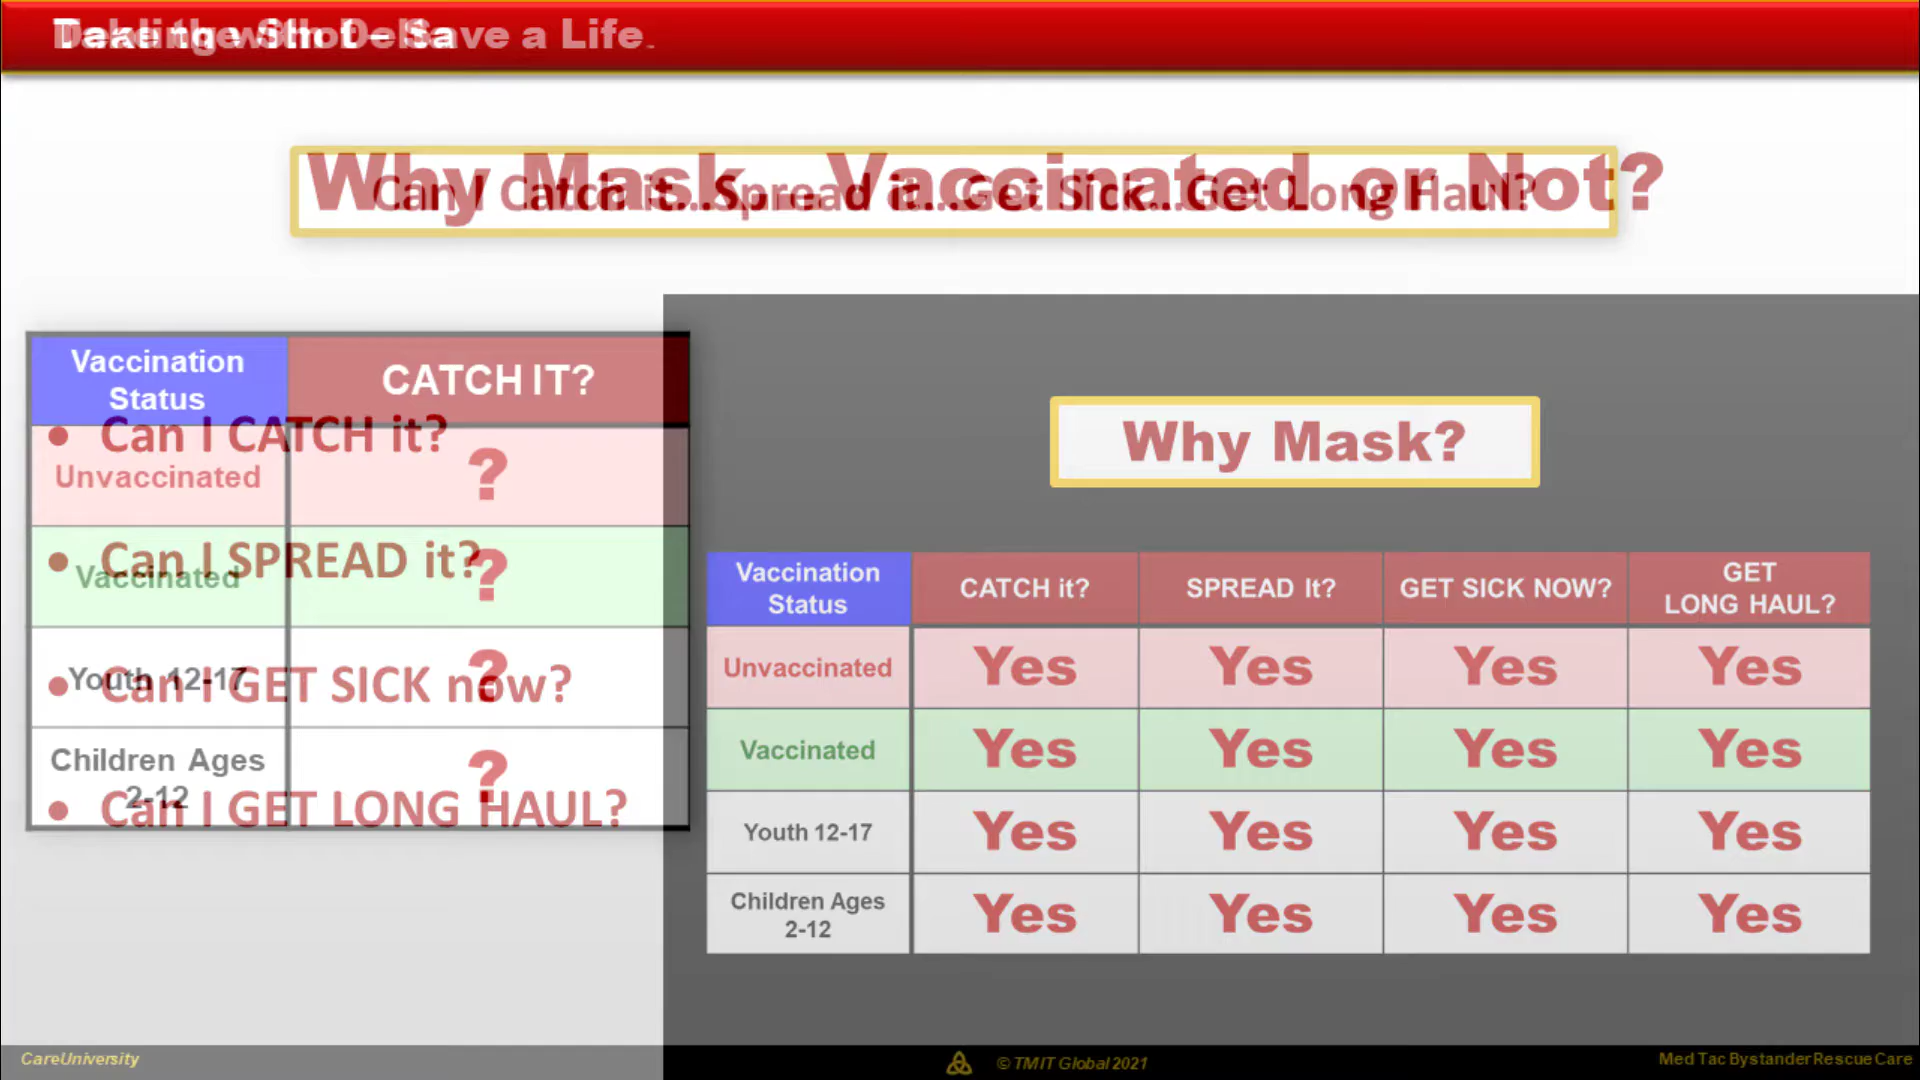 Take the Shot – Save a Life
Why Mask... Vaccinated or Not?
Can I Catch it...Spread it...Get Sick...Get Long Haul?
Vaccination
Status
CATCH IT?
Unvaccinated
?
Vaccinated
?
Youth 12-17
?
Children Ages
2-12
?
• Can I CATCH it?
• Can I SPREAD it?
• Can I GET SICK now?
• Can I GET LONG HAUL?
Why Mask?
Vaccination
Status
CATCH it?
SPREAD It?
GET SICK NOW?
GET
LONG HAUL?
Unvaccinated
Yes Yes Yes Yes
Vaccinated
Yes Yes Yes Yes
Youth 12-17
Yes Yes Yes Yes
Children Ages
2-12
Yes Yes Yes Yes
CareUniversity
© TMIT Global 2021
Med Tac Bystander Rescue Care